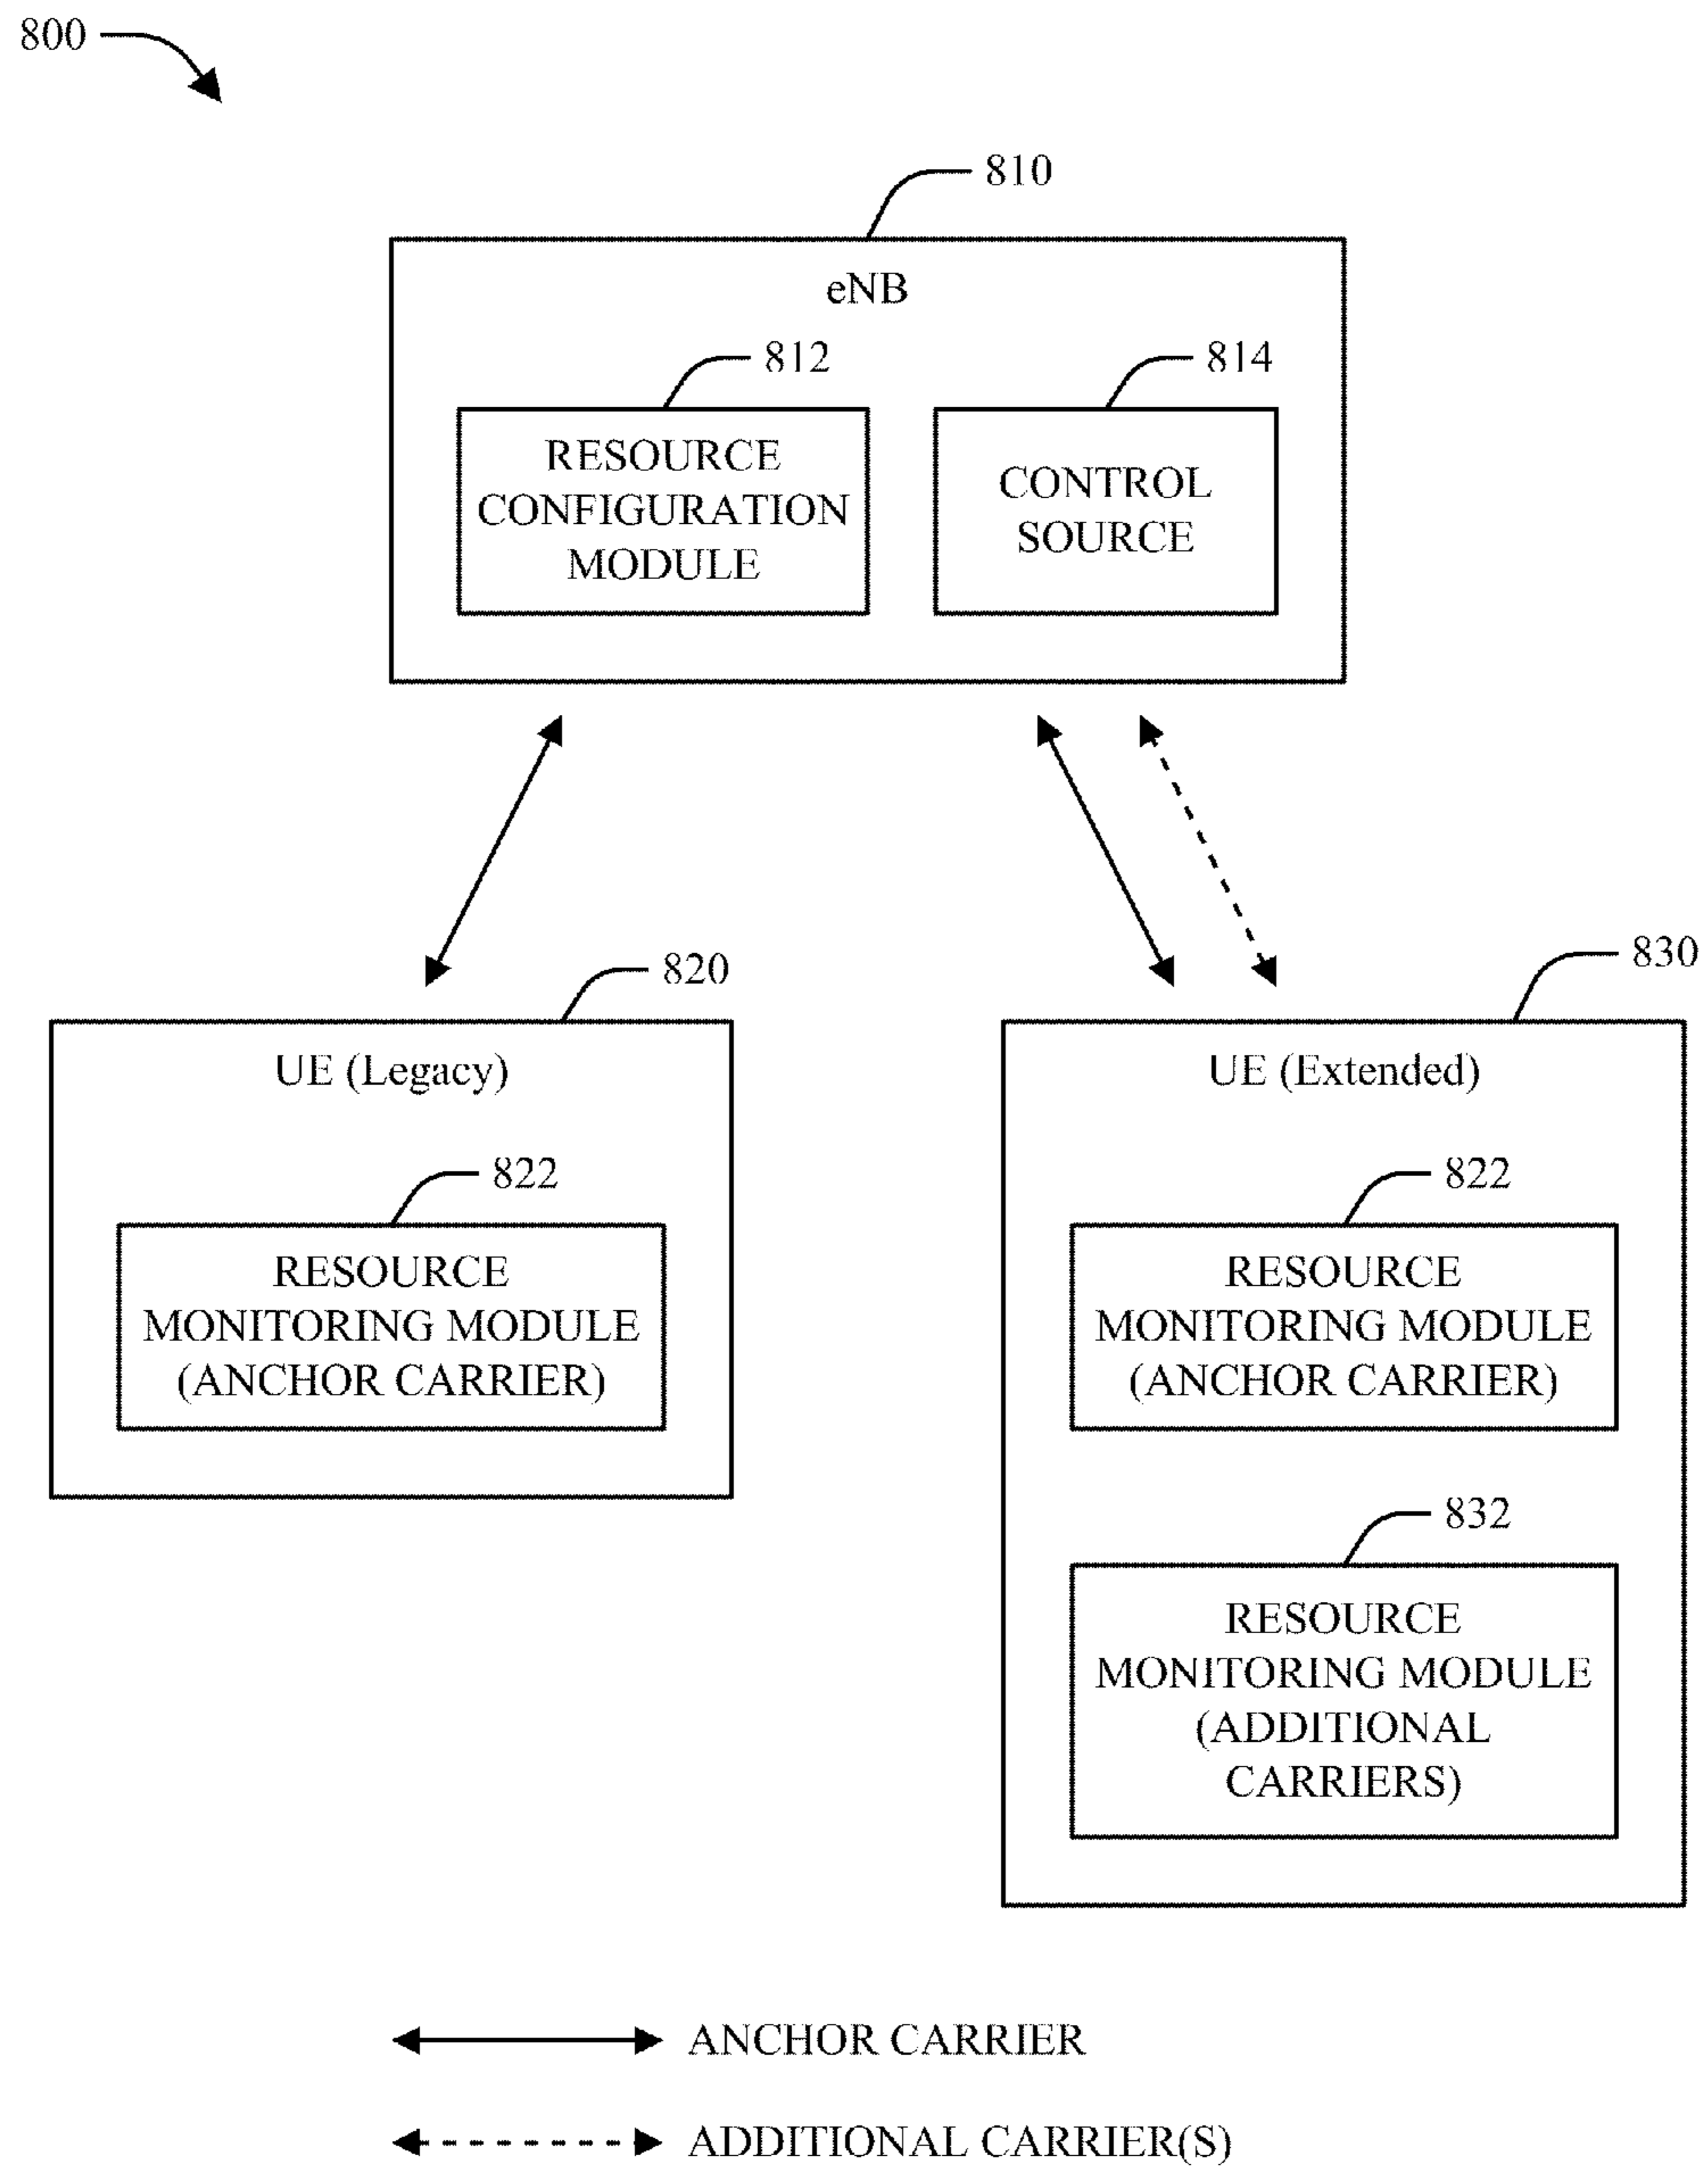 800
810
eNB
812
814
RESOURCE
CONFIGURATION
MODULE
CONTROL
SOURCE
820
830
UE (Legacy)
822
RESOURCE
MONITORING MODULE
(ANCHOR CARRIER)
UE (Extended)
822
RESOURCE
MONITORING MODULE
(ANCHOR CARRIER)
832
RESOURCE
MONITORING MODULE
(ADDITIONAL
CARRIERS)
ANCHOR CARRIER
ADDITIONAL CARRIER(S)